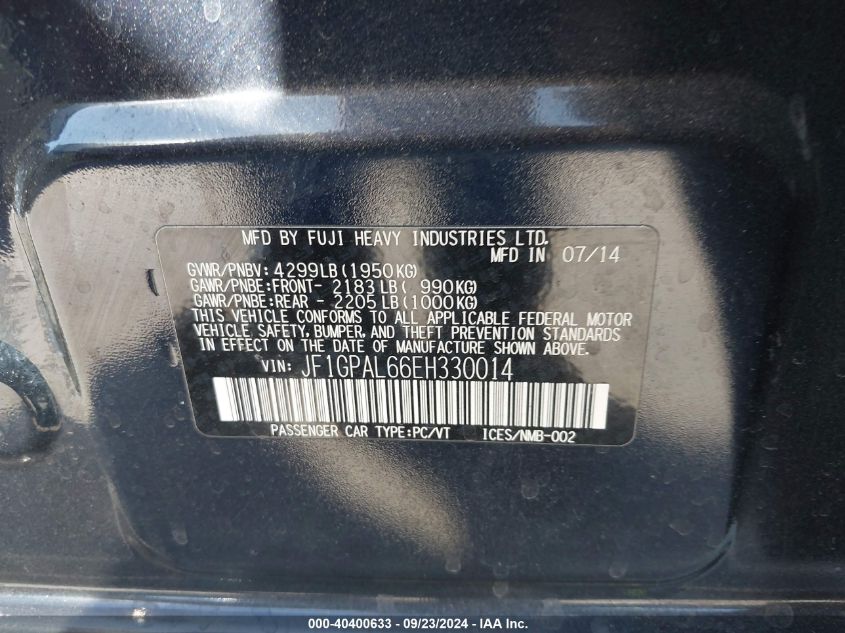 MFD BY FUJI HEAVY INDUSTRIES LTD.
MFD IN 07/14
GVWR/PNBV: 4299LB(1950KG)
GAWR/PNBE:FRONT- 2183LB( 990KG)
GAWR/PNBE:REAR - 2205LB(1000KG)
THIS VEHICLE CONFORMS TO ALL APPLICABLE FEDERAL MOTOR
VEHICLE SAFETY, BUMPER, AND THEFT PREVENTION STANDARDS
IN EFFECT ON THE DATE OF MANUFACTURE SHOWN ABOVE.
VIN: JF1GPAL66EH330014
PASSENGER CAR TYPE:PC/VT ICES/NMB-002
000-40400633 - 09/23/2024 - IAA Inc.